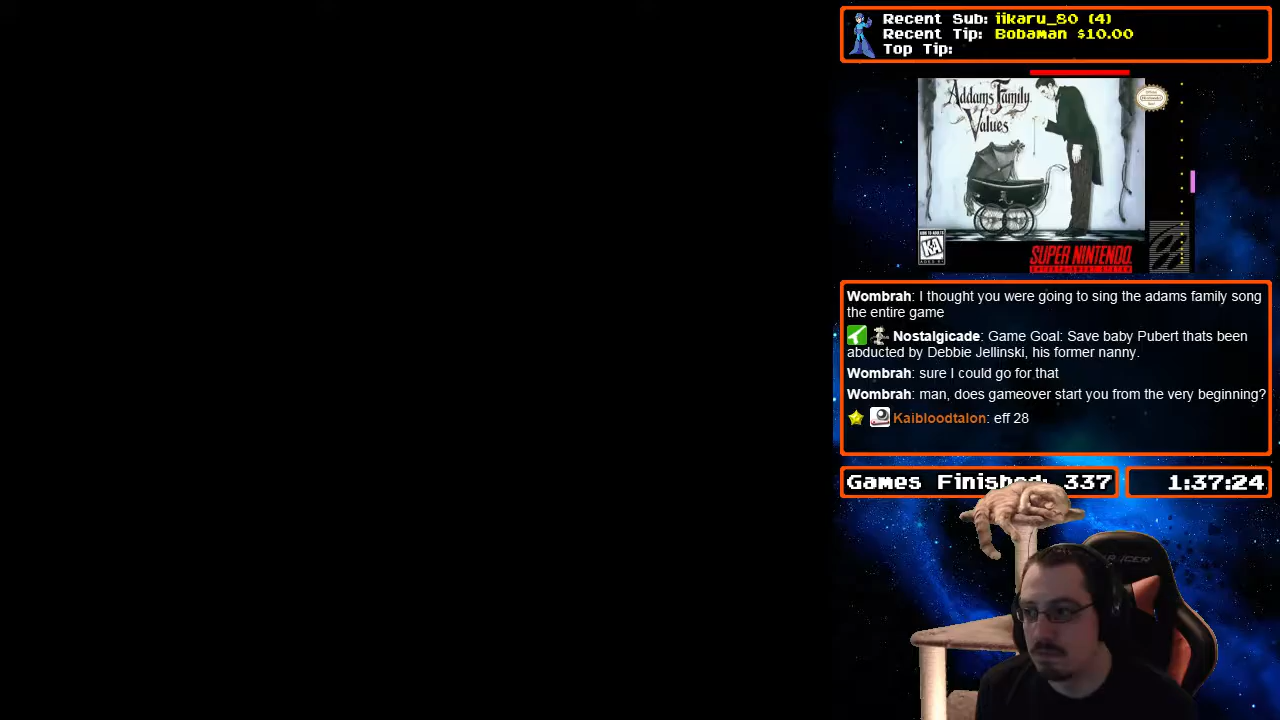 Recent Sub: iikaru_80 (4)
Recent Tip: Bobaman $10.00
Top Tip:
Addams Family
Values
KA
SUPER NINTENDO
ENTERTAINMENT SYSTEM
Wombrah: I thought you were going to sing the adams family song
the entire game
Nostalgicade: Game Goal: Save baby Pubert thats been
abducted by Debbie Jellinski, his former nanny.
Wombrah: sure I could go for that
Wombrah: man, does gameover start you from the very beginning?
Kaibloodtalon: eff 28
Games Finished: 337
1:37:24